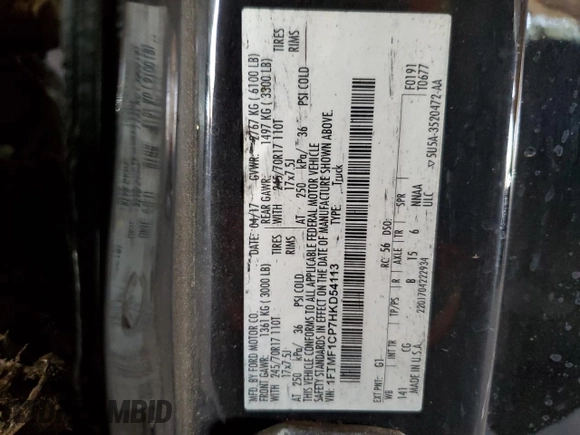 MFD. BY FORD MOTOR CO.
DATE: 04/17 GVWR: 2767 KG ( 6100 LB)
FRONT GAWR: 1361 KG ( 3000 LB) REAR GAWR: 1497 KG ( 3300 LB)
WITH 245/70R17 110T TIRES WITH 245/70R17 110T TIRES
17x7.5J RIMS 17x7.5J RIMS
AT 250 kPa/ 36 PSI COLD AT 250 kPa/ 36 PSI COLD
THIS VEHICLE CONFORMS TO ALL APPLICABLE FEDERAL MOTOR VEHICLE
SAFETY STANDARDS IN EFFECT ON THE DATE OF MANUFACTURE SHOWN ABOVE.
VIN: 1FTMF1CP7HKD54113 TYPE: Truck
F0191
T0677
EXT PNT: G1 RC: 56 DSO:
WB INT TR TP/PS R AXLE TR SPR
141 CG B 15 6 NNAA
MADE IN U.S.A. ULC
2201704222934
5U5A-3520472-AA